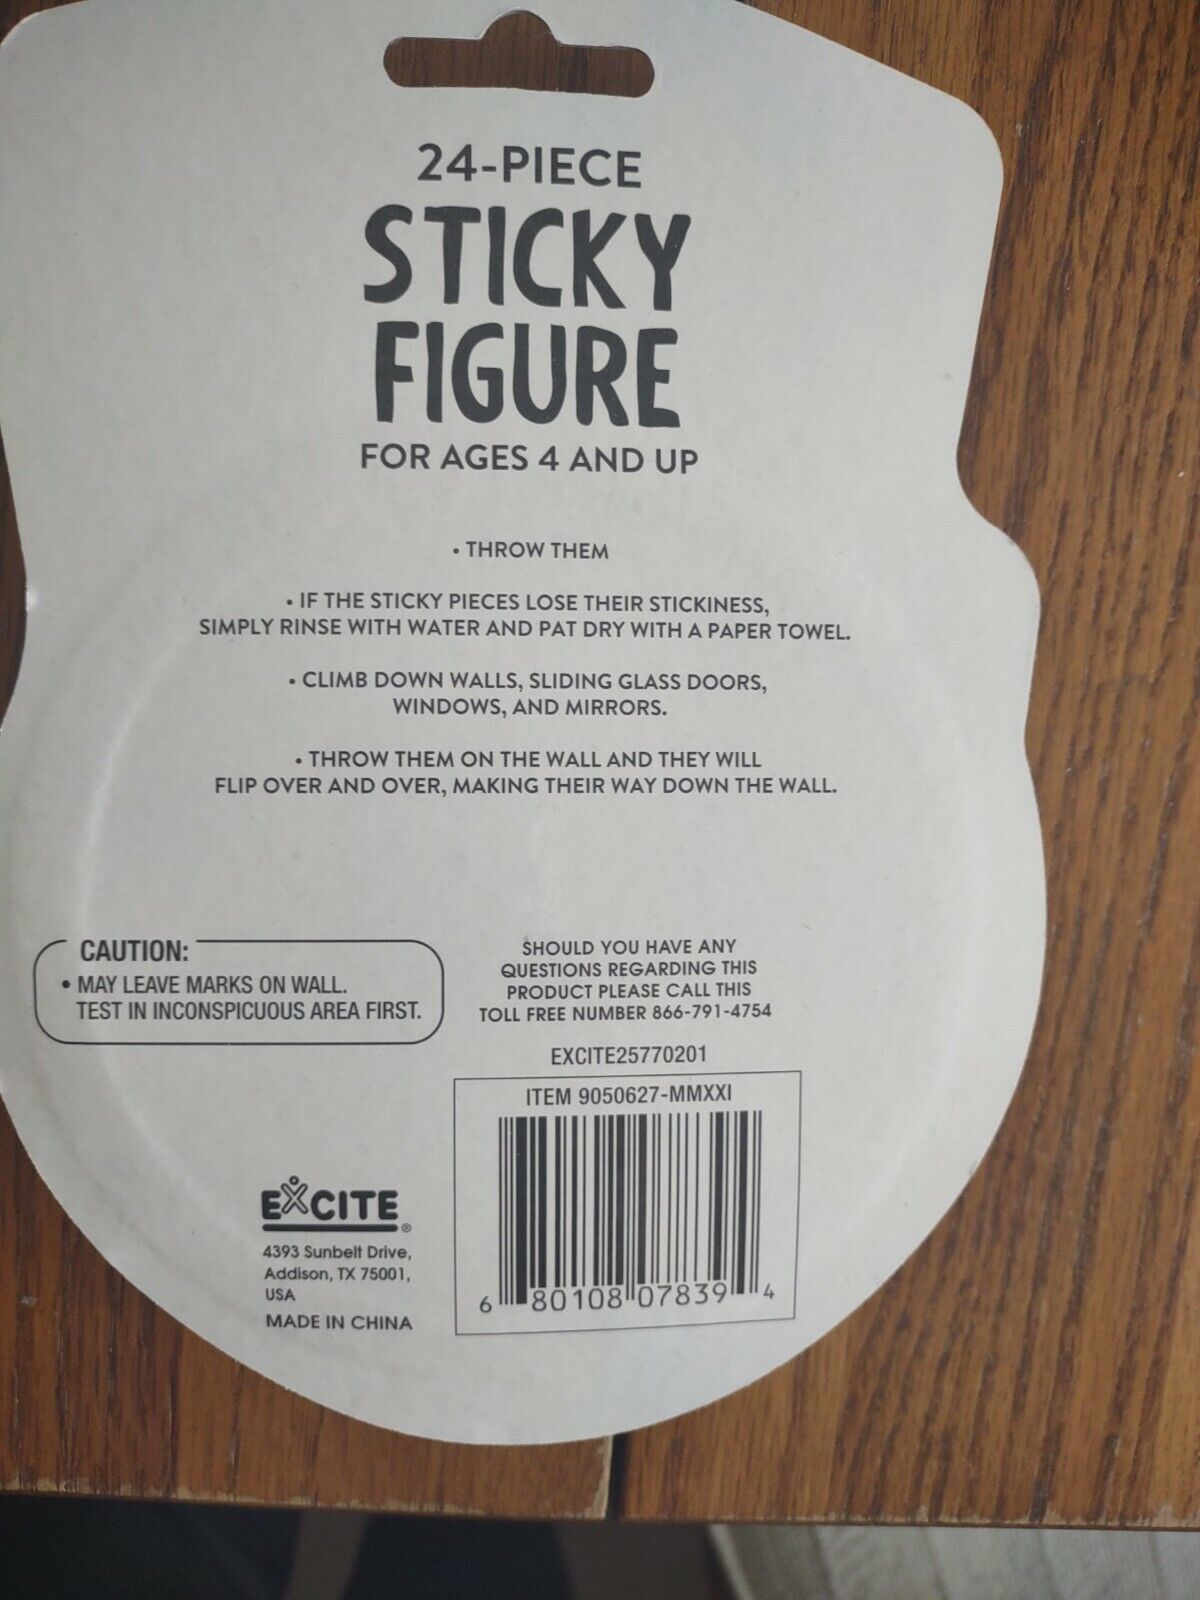 24-PIECE
STICKY
FIGURE
FOR AGES 4 AND UP
• THROW THEM
• IF THE STICKY PIECES LOSE THEIR STICKINESS,
SIMPLY RINSE WITH WATER AND PAT DRY WITH A PAPER TOWEL.
• CLIMB DOWN WALLS, SLIDING GLASS DOORS,
WINDOWS, AND MIRRORS.
• THROW THEM ON THE WALL AND THEY WILL
FLIP OVER AND OVER, MAKING THEIR WAY DOWN THE WALL.
CAUTION:
• MAY LEAVE MARKS ON WALL.
TEST IN INCONSPICUOUS AREA FIRST.
SHOULD YOU HAVE ANY
QUESTIONS REGARDING THIS
PRODUCT PLEASE CALL THIS
TOLL FREE NUMBER 866-791-4754
EXCITE25770201
ITEM 9050627-MMXXI
6 80108 07839 4
EXCITE®
4393 Sunbelt Drive,
Addison, TX 75001,
USA
MADE IN CHINA